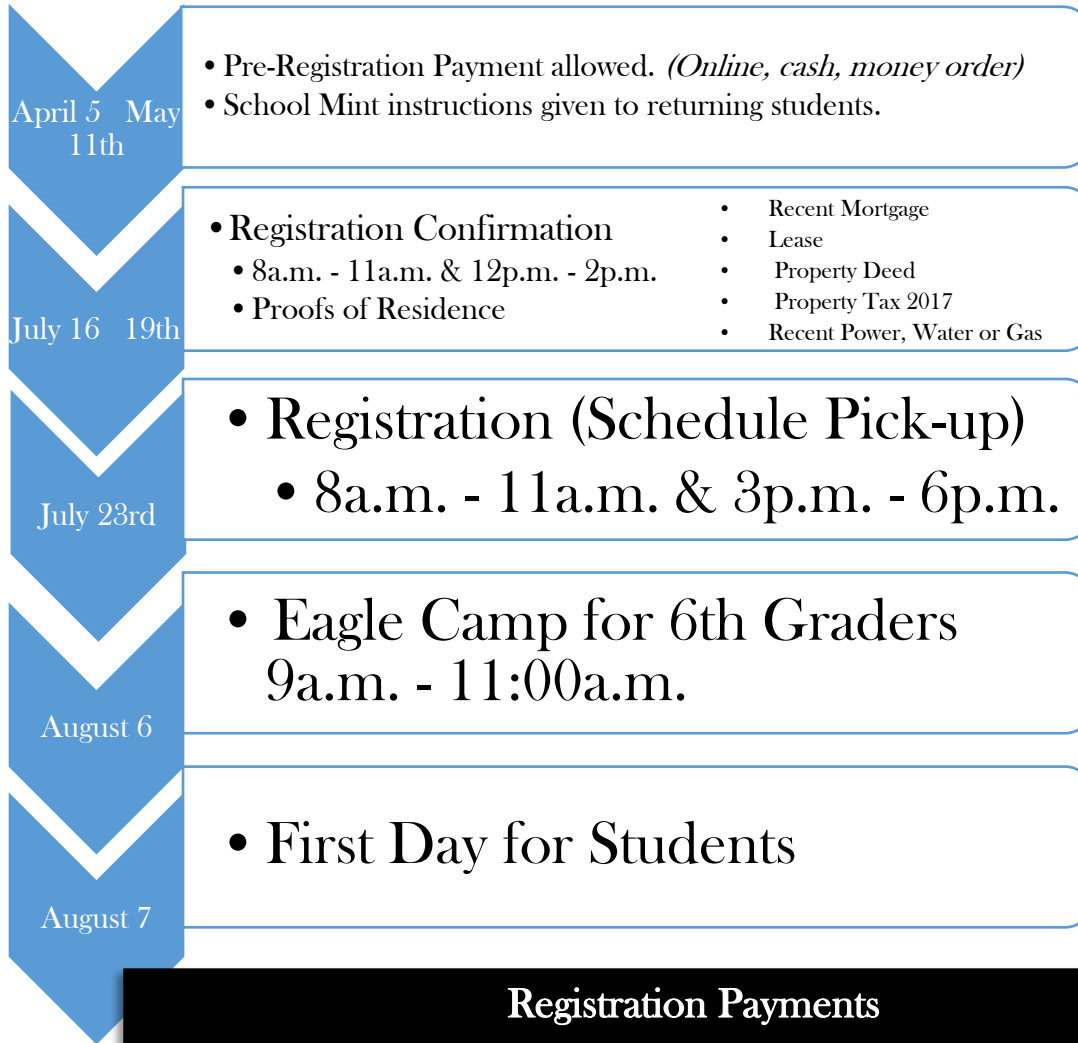 April 5   May
11th
• Pre-Registration Payment allowed. (Online, cash, money order)
• School Mint instructions given to returning students.
July 16   19th
• Registration Confirmation
• 8a.m. - 11a.m. & 12p.m. - 2p.m.
• Proofs of Residence
• Recent Mortgage
• Lease
• Property Deed
• Property Tax 2017
• Recent Power, Water or Gas
July 23rd
• Registration (Schedule Pick-up)
• 8a.m. - 11a.m. & 3p.m. - 6p.m.
August 6
• Eagle Camp for 6th Graders
9a.m. - 11:00a.m.
August 7
• First Day for Students
Registration Payments